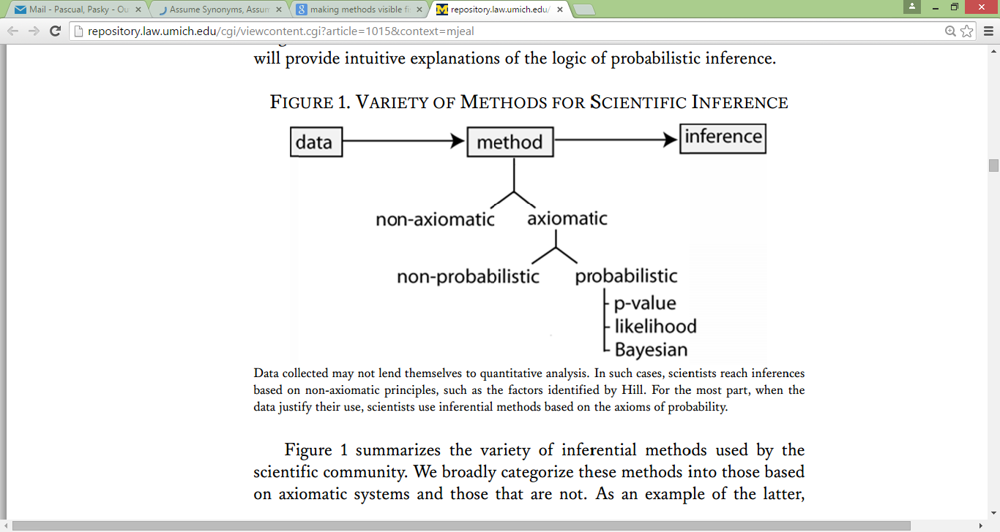 Mail - Pascual, Pasky - Ou
Assume Synonyms, Assum
making methods visible fi
repository.law.umich.edu/
repository.law.umich.edu/cgi/viewcontent.cgi?article=1015&context=mjeal
will provide intuitive explanations of the logic of probabilistic inference.
FIGURE 1. VARIETY OF METHODS FOR SCIENTIFIC INFERENCE
data
method
inference
non-axiomatic
axiomatic
non-probabilistic
probabilistic
p-value
likelihood
Bayesian
Data collected may not lend themselves to quantitative analysis. In such cases, scientists reach inferences
based on non-axiomatic principles, such as the factors identified by Hill. For the most part, when the
data justify their use, scientists use inferential methods based on the axioms of probability.
Figure 1 summarizes the variety of inferential methods used by the
scientific community. We broadly categorize these methods into those based
on axiomatic systems and those that are not. As an example of the latter,